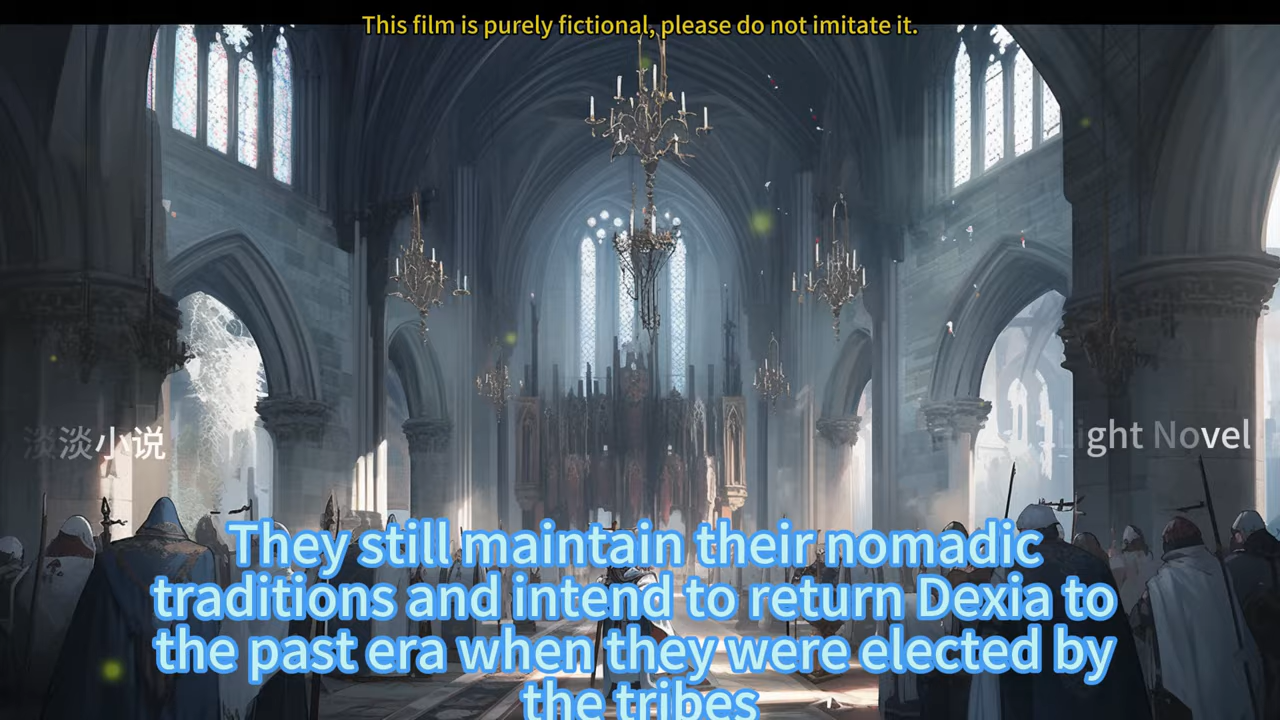 This film is purely fictional, please do not imitate it.
淡淡小说
ight Novel
They still maintain their nomadic
traditions and intend to return Dexia to
the past era when they were elected by
the tribes